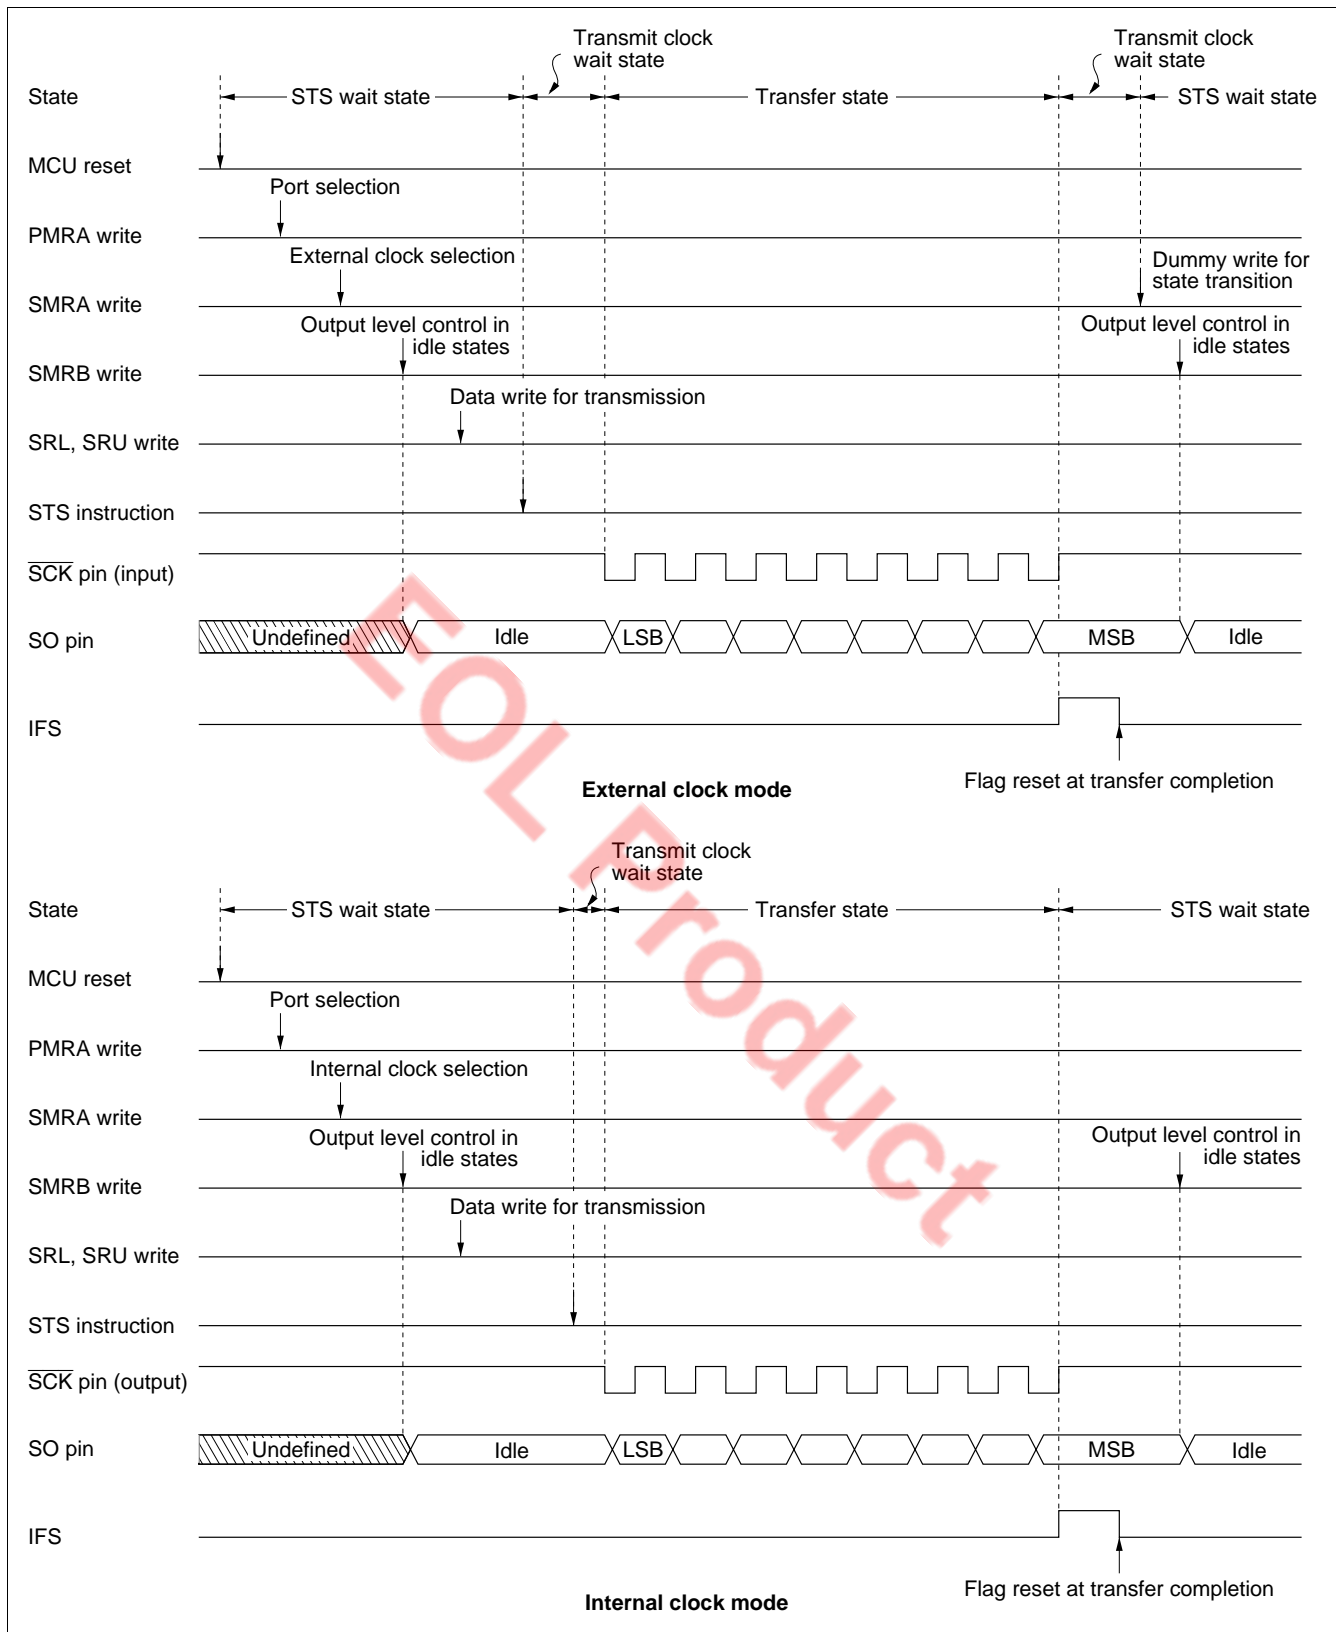 Transmit clock
wait state
Transmit clock
wait state
State
STS wait state
Transfer state
STS wait state
MCU reset
Port selection
PMRA write
External clock selection
Dummy write for
state transition
SMRA write
Output level control in
idle states
Output level control in
idle states
SMRB write
Data write for transmission
SRL, SRU write
STS instruction
SCK pin (input)
SO pin
Undefined
Idle
LSB
MSB
Idle
IFS
Flag reset at transfer completion
External clock mode
EOL Product
Transmit clock
wait state
State
STS wait state
Transfer state
STS wait state
MCU reset
Port selection
PMRA write
Internal clock selection
SMRA write
Output level control in
idle states
Output level control in
idle states
SMRB write
Data write for transmission
SRL, SRU write
STS instruction
SCK pin (output)
SO pin
Undefined
Idle
LSB
MSB
Idle
IFS
Flag reset at transfer completion
Internal clock mode